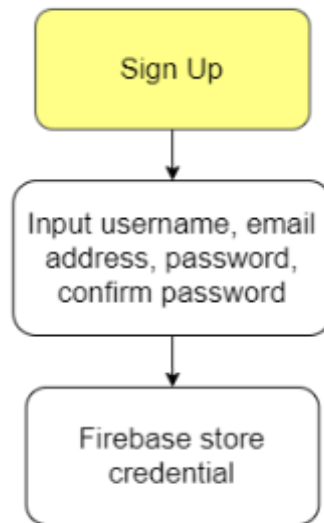 Sign Up
Input username, email
address, password,
confirm password
Firebase store
credential